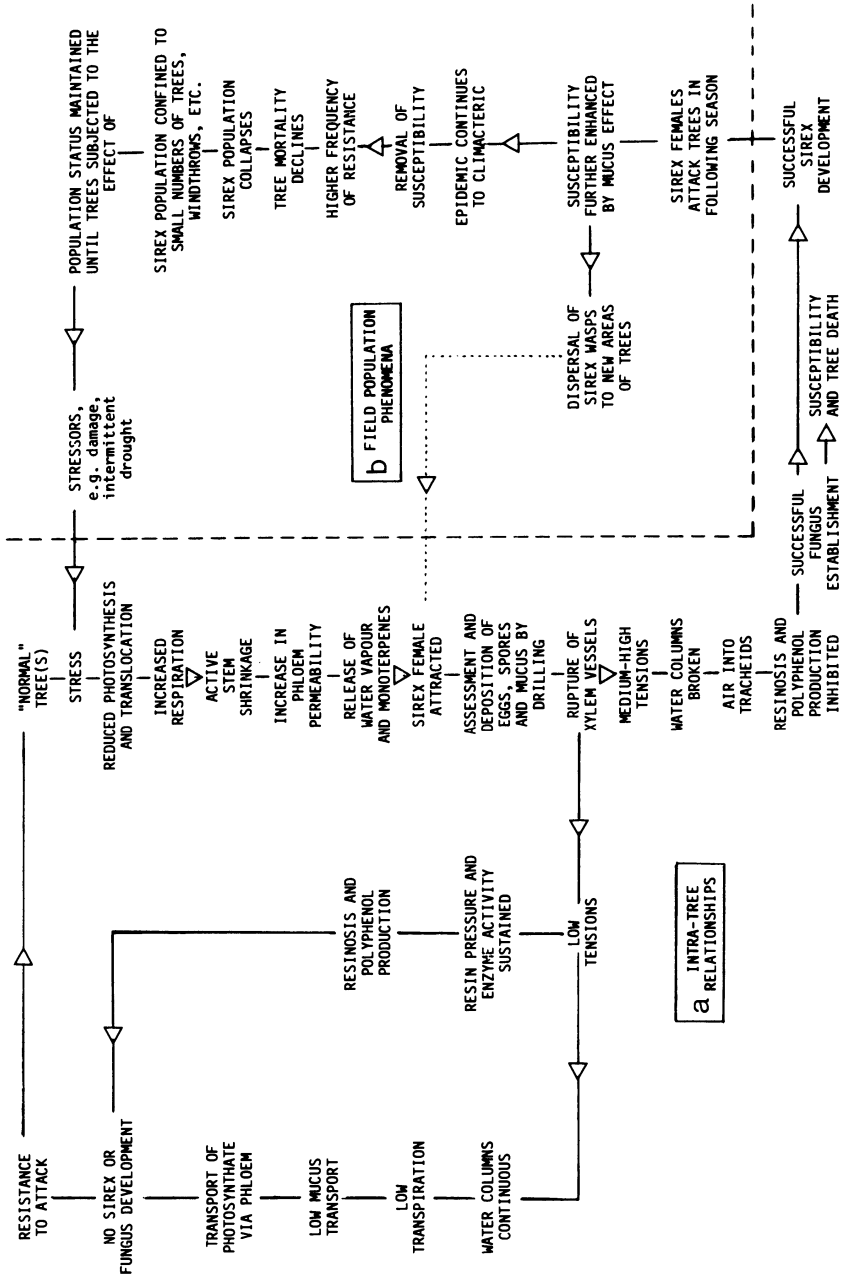 RESISTANCE
TO ATTACK
NO SIREX OR
FUNGUS DEVELOPMENT
TRANSPORT OF
PHOTOSYNTHATE
VIA PHLOEM
LOW MUCUS
TRANSPORT
LOW
TRANSPIRATION
WATER COLUMNS
CONTINUOUS
RESINOSIS AND
POLYPHENOL
PRODUCTION
RESIN PRESSURE AND
ENZYME ACTIVITY
SUSTAINED
LOW
TENSIONS
a INTRA-TREE
RELATIONSHIPS
"NORMAL"
TREE(S)
STRESS
REDUCED PHOTOSYNTHESIS
AND TRANSLOCATION
INCREASED
RESPIRATION
ACTIVE
STEM
SHRINKAGE
INCREASE IN
PHLOEM
PERMEABILITY
RELEASE OF
WATER VAPOUR
AND MONOTERPENES
SIREX FEMALE
ATTRACTED
ASSESSMENT AND
DEPOSITION OF
EGGS, SPORES
AND MUCUS BY
DRILLING
RUPTURE OF
XYLEM VESSELS
MEDIUM-HIGH
TENSIONS
WATER COLUMNS
BROKEN
AIR INTO
TRACHEIDS
RESINOSIS AND
POLYPHENOL
PRODUCTION
INHIBITED
SUCCESSFUL
FUNGUS
ESTABLISHMENT
SUSCEPTIBILITY
AND TREE DEATH
SUCCESSFUL
SIREX
DEVELOPMENT
STRESSORS,
e.g. damage,
intermittent
drought
b FIELD POPULATION
PHENOMENA
DISPERSAL OF
SIREX WASPS
TO NEW AREAS
OF TREES
POPULATION STATUS MAINTAINED
UNTIL TREES SUBJECTED TO THE
EFFECT OF
SIREX POPULATION CONFINED TO
SMALL NUMBERS OF TREES,
WINDTHROWS, ETC.
SIREX POPULATION
COLLAPSES
TREE MORTALITY
DECLINES
HIGHER FREQUENCY
OF RESISTANCE
REMOVAL OF
SUSCEPTIBILITY
EPIDEMIC CONTINUES
TO CLIMACTERIC
SUSCEPTIBILITY
FURTHER ENHANCED
BY MUCUS EFFECT
SIREX FEMALES
ATTACK TREES IN
FOLLOWING SEASON